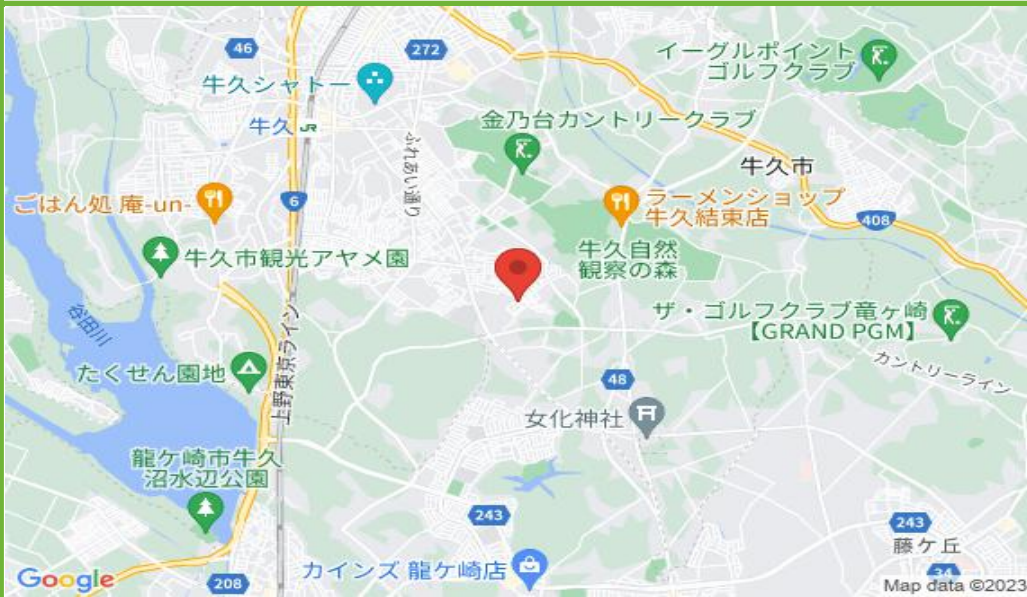 46
272
イーグルポイント
ゴルフクラブ
牛久シャトー
金乃台カントリークラブ
牛久 JR
ふれあい通り
牛久市
ごはん処 庵-un-
6
ラーメンショップ
牛久結束店
408
牛久市観光アヤメ園
牛久自然
観察の森
谷田川
ザ・ゴルフクラブ竜ヶ崎
【GRAND PGM】
たくせん園地
上野東京ライン
カントリーライン
48
女化神社
龍ケ崎市牛久
沼水辺公園
243
243
藤ケ丘
カインズ 龍ケ崎店
34
208
Google
Map data ©2023